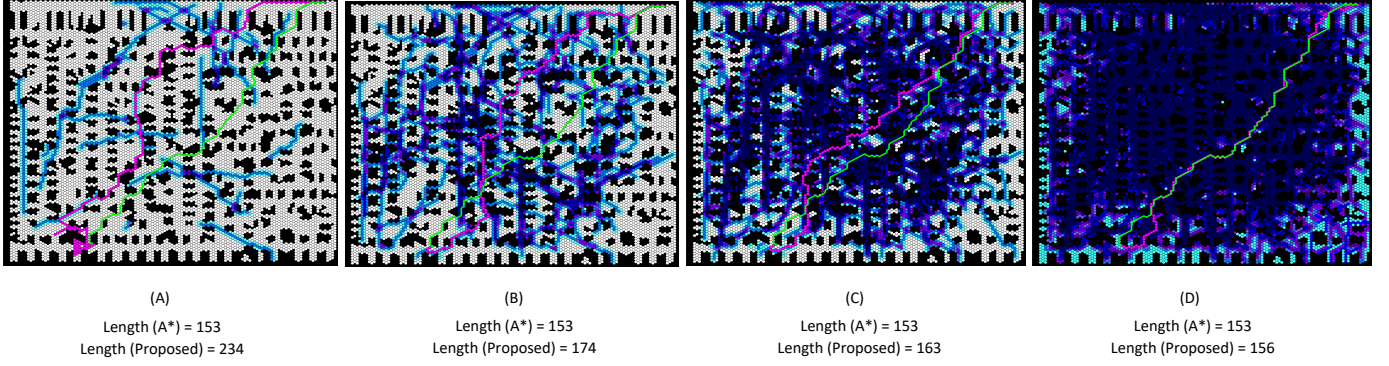 (A)
Length (A*) = 153
Length (Proposed) = 234
(B)
Length (A*) = 153
Length (Proposed) = 174
(C)
Length (A*) = 153
Length (Proposed) = 163
(D)
Length (A*) = 153
Length (Proposed) = 156